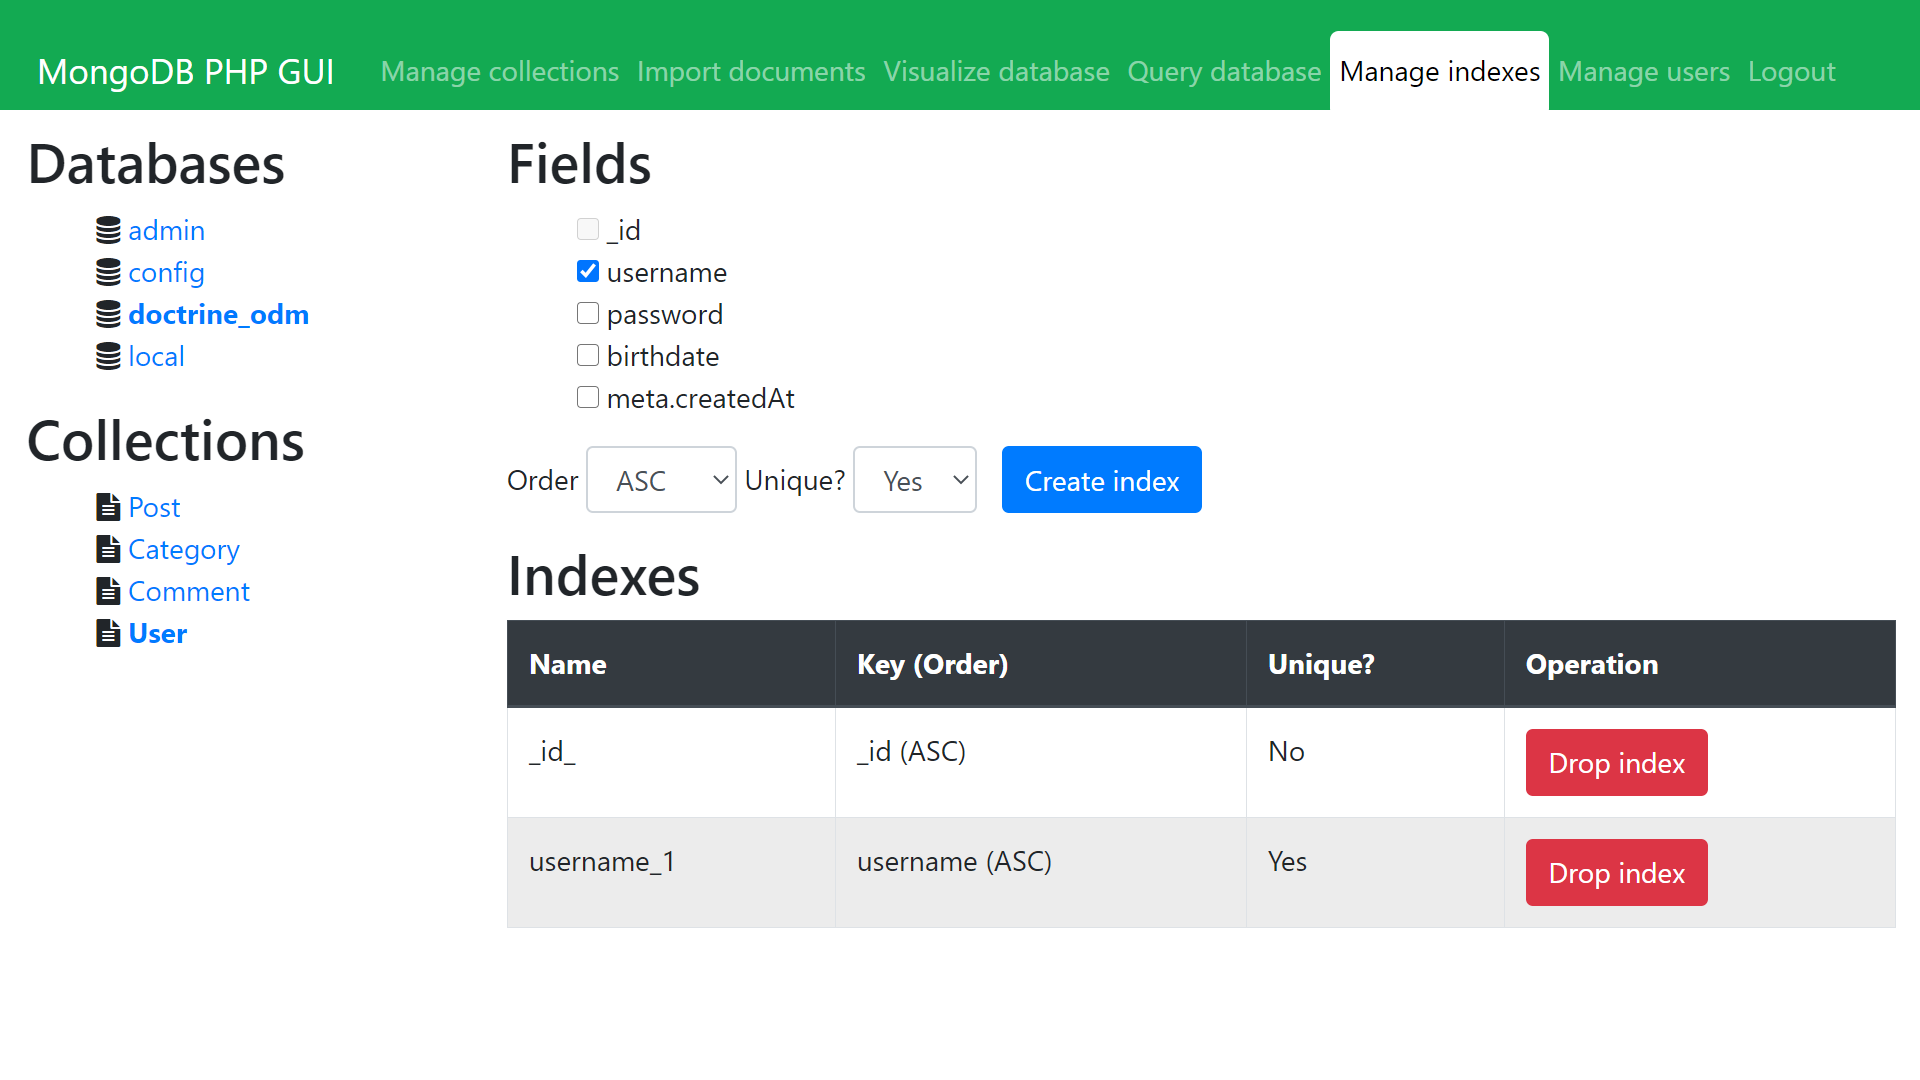 MongoDB PHP GUI Manage collections Import documents Visualize database Query database Manage indexes Manage users Logout
Databases
admin
config
doctrine_odm
local
Collections
Post
Category
Comment
User
Fields
_id
username
password
birthdate
meta.createdAt
Order ASC Unique? Yes Create index
Indexes
Name Key (Order) Unique? Operation
_id_ _id (ASC) No Drop index
username_1 username (ASC) Yes Drop index